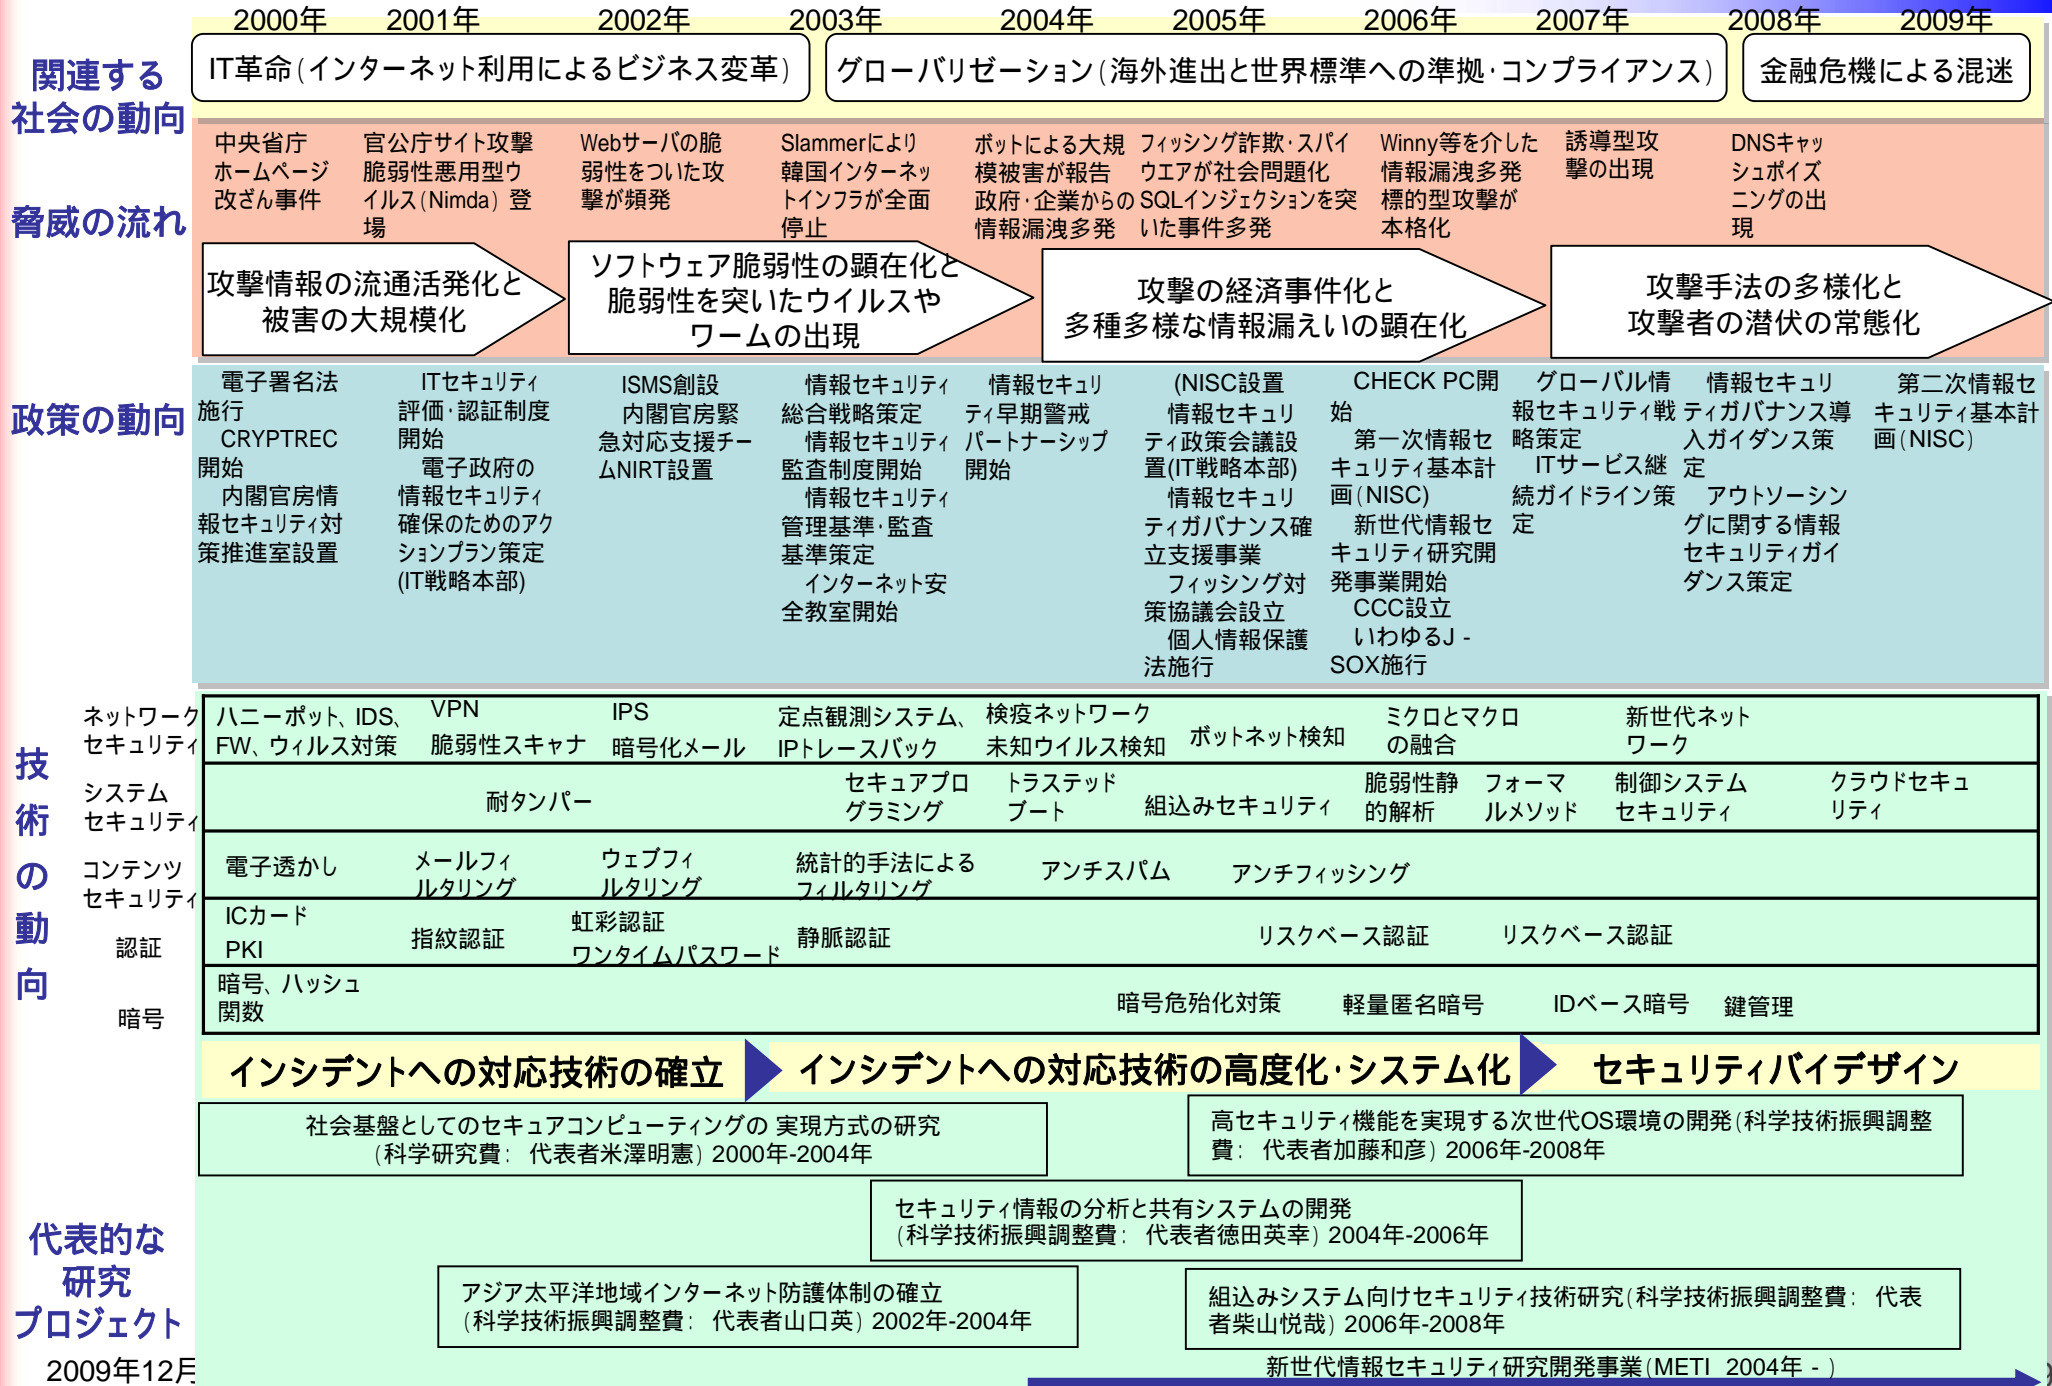 2000年 2001年 2002年 2003年 2004年 2005年 2006年 2007年 2008年 2009年
関連する
社会の動向
IT革命(インターネット利用によるビジネス変革)
グローバリゼーション(海外進出と世界標準への準拠・コンプライアンス)
金融危機による混迷
脅威の流れ
中央省庁
ホームページ
改ざん事件
官公庁サイト攻撃
脆弱性悪用型ウ
イルス(Nimda) 登
場
Webサーバの脆
弱性をついた攻
撃が頻発
Slammerにより
韓国インターネッ
トインフラが全面
停止
ボットによる大規
模被害が報告
政府・企業からの
情報漏洩多発
フィッシング詐欺・スパイ
ウエアが社会問題化
SQLインジェクションを突
いた事件多発
Winny等を介した
情報漏洩多発
標的型攻撃が
本格化
誘導型攻
撃の出現
DNSキャッ
シュポイズ
ニングの出
現
攻撃情報の流通活発化と
被害の大規模化
ソフトウェア脆弱性の顕在化と
脆弱性を突いたウイルスや
ワームの出現
攻撃の経済事件化と
多種多様な情報漏えいの顕在化
攻撃手法の多様化と
攻撃者の潜伏の常態化
政策の動向
電子署名法
施行
CRYPTREC
開始
内閣官房情
報セキュリティ対
策推進室設置
ITセキュリティ
評価・認証制度
開始
電子政府の
情報セキュリティ
確保のためのアク
ションプラン策定
(IT戦略本部)
ISMS創設
内閣官房緊
急対応支援チー
ムNIRT設置
情報セキュリティ
総合戦略策定
情報セキュリティ
監査制度開始
情報セキュリティ
管理基準・監査
基準策定
インターネット安
全教室開始
情報セキュリ
ティ早期警戒
パートナーシップ
開始
(NISC設置
情報セキュリ
ティ政策会議設
置(IT戦略本部)
情報セキュリ
ティガバナンス確
立支援事業
フィッシング対
策協議会設立
個人情報保護
法施行
CHECK PC開
始
第一次情報セ
キュリティ基本計
画(NISC)
新世代情報セ
キュリティ研究開
発事業開始
CCC設立
いわゆるJ -
SOX施行
グローバル情
報セキュリティ戦
略策定
ITサービス継
続ガイドライン策
定
情報セキュリ
ティガバナンス導
入ガイダンス策
定
アウトソーシン
グに関する情報
セキュリティガイ
ダンス策定
第二次情報セ
キュリティ基本計
画(NISC)
技術の動向
ネットワーク
セキュリティ
ハニーポット、IDS、
FW、ウィルス対策
VPN
脆弱性スキャナ
IPS
暗号化メール
定点観測システム、
IPトレースバック
検疫ネットワーク
未知ウイルス検知
ボットネット検知
ミクロとマクロ
の融合
新世代ネット
ワーク
システム
セキュリティ
耐タンパー
セキュアプロ
グラミング
トラステッド
ブート
組込みセキュリティ
脆弱性静
的解析
フォーマ
ルメソッド
制御システム
セキュリティ
クラウドセキュ
リティ
コンテンツ
セキュリティ
電子透かし
メールフィ
ルタリング
ウェブフィ
ルタリング
統計的手法による
フィルタリング
アンチスパム
アンチフィッシング
認証
ICカード
PKI
指紋認証
虹彩認証
ワンタイムパスワード
静脈認証
リスクベース認証
リスクベース認証
暗号
暗号、ハッシュ
関数
暗号危殆化対策
軽量匿名暗号
IDベース暗号
鍵管理
インシデントへの対応技術の確立
インシデントへの対応技術の高度化・システム化
セキュリティバイデザイン
代表的な
研究
プロジェクト
社会基盤としてのセキュアコンピューティングの 実現方式の研究
(科学研究費: 代表者米澤明憲) 2000年-2004年
高セキュリティ機能を実現する次世代OS環境の開発(科学技術振興調整
費: 代表者加藤和彦) 2006年-2008年
セキュリティ情報の分析と共有システムの開発
(科学技術振興調整費: 代表者徳田英幸) 2004年-2006年
アジア太平洋地域インターネット防護体制の確立
(科学技術振興調整費: 代表者山口英) 2002年-2004年
組込みシステム向けセキュリティ技術研究(科学技術振興調整費: 代表
者柴山悦哉) 2006年-2008年
新世代情報セキュリティ研究開発事業(METI 2004年 - )
2009年12月